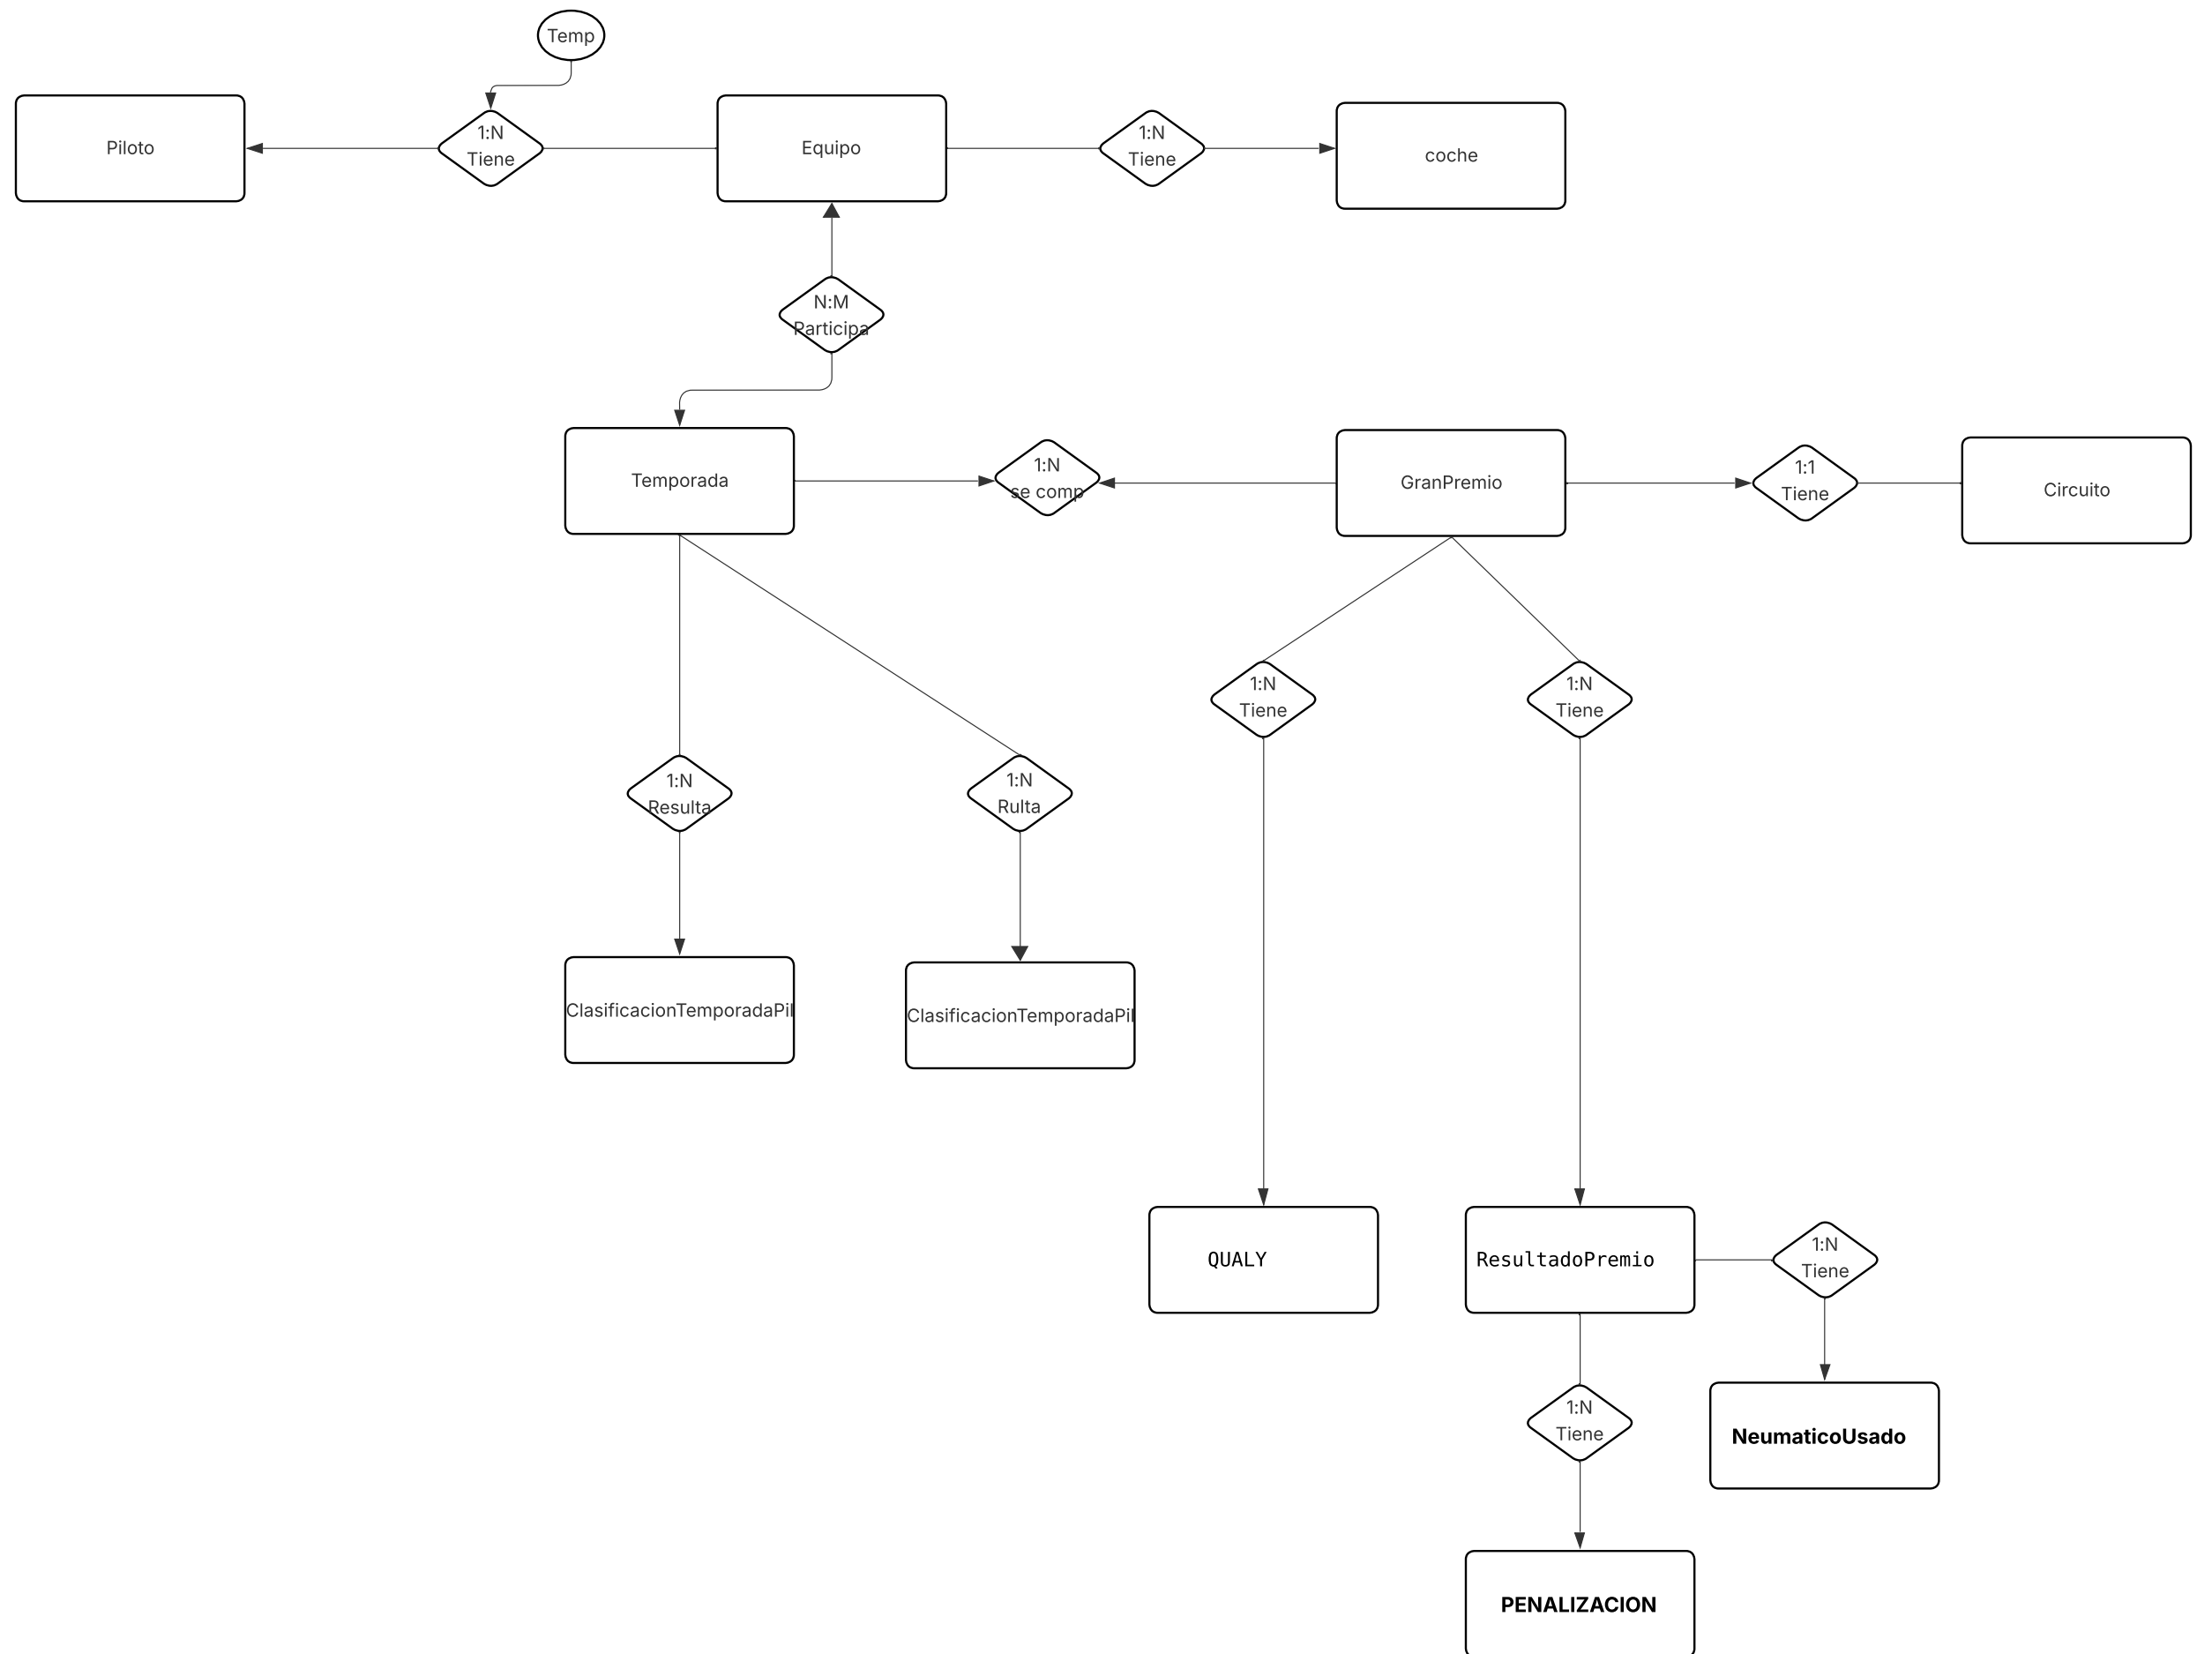 Temp
Piloto
1:N
Tiene
Equipo
1:N
Tiene
coche
N:M
Participa
Temporada
1:N
se comp
GranPremio
1:1
Tiene
Circuito
1:N
Tiene
1:N
Tiene
1:N
Resulta
1:N
Rulta
ClasificacionTemporadaPil
ClasificacionTemporadaPil
QUALY
ResultadoPremio
1:N
Tiene
1:N
Tiene
NeumaticoUsado
PENALIZACION